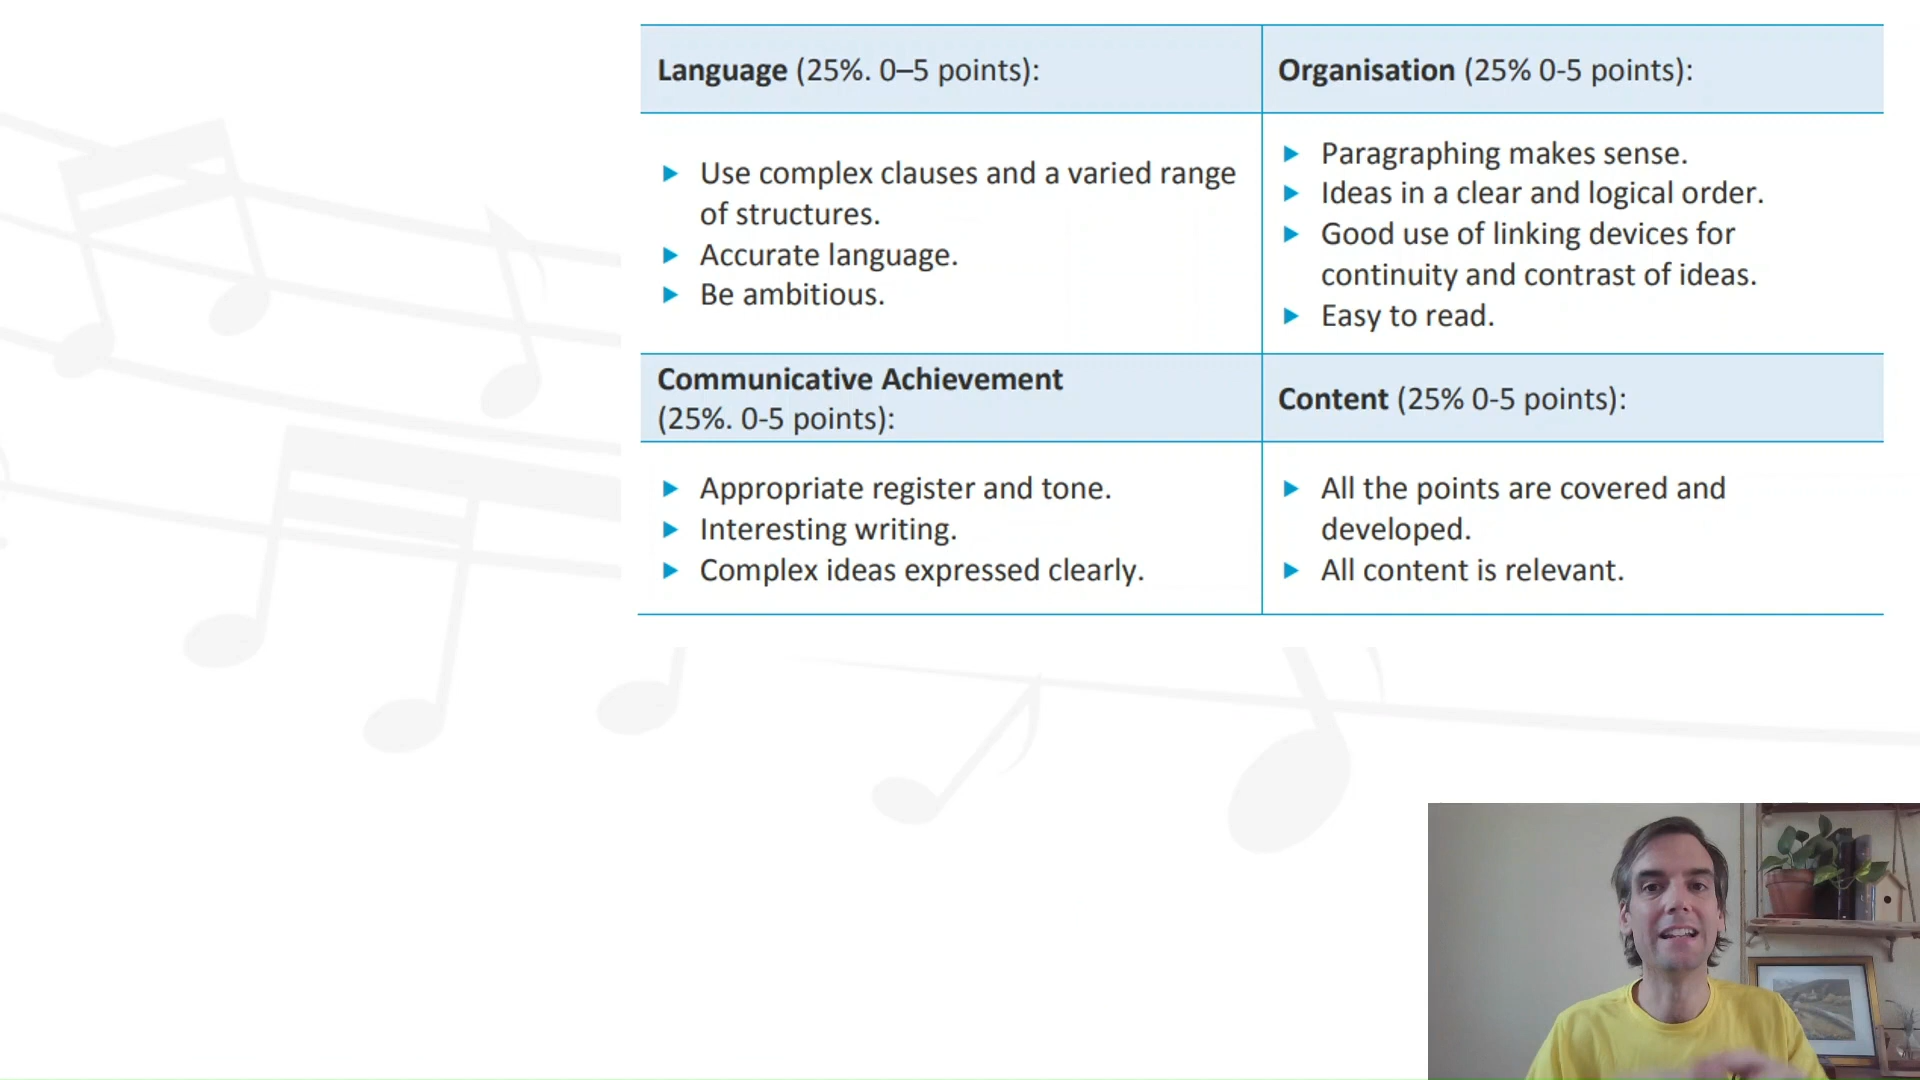 Language (25%. 0–5 points):
Organisation (25% 0-5 points):
▶ Use complex clauses and a varied range
of structures.
▶ Accurate language.
▶ Be ambitious.
▶ Paragraphing makes sense.
▶ Ideas in a clear and logical order.
▶ Good use of linking devices for
continuity and contrast of ideas.
▶ Easy to read.
Communicative Achievement
(25%. 0-5 points):
Content (25% 0-5 points):
▶ Appropriate register and tone.
▶ Interesting writing.
▶ Complex ideas expressed clearly.
▶ All the points are covered and
developed.
▶ All content is relevant.